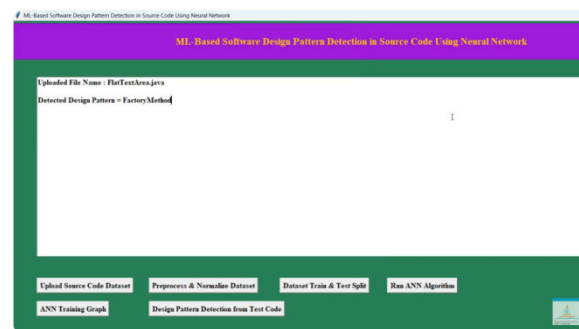 ML-Based Software Design Pattern Detection in Source Code Using Neural Network
ML-Based Software Design Pattern Detection in Source Code Using Neural Network
Uploaded File Name : FlatTextArea.java
Detected Design Pattern = FactoryMethod
Upload Source Code Dataset Preprocess & Normalize Dataset Dataset Train & Test Split Run ANN Algorithm
ANN Training Graph Design Pattern Detection from Test Code